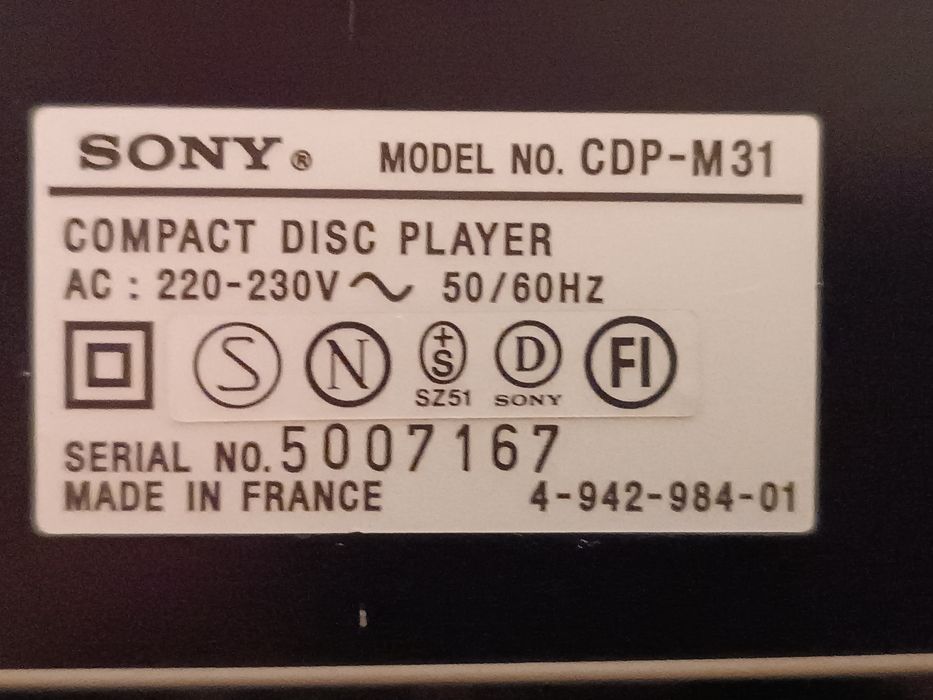 SONY® MODEL NO. CDP-M31
COMPACT DISC PLAYER
AC : 220-230V ~ 50/60Hz
S N +S D FI
SZ51 SONY
SERIAL NO. 5007167
MADE IN FRANCE 4-942-984-01